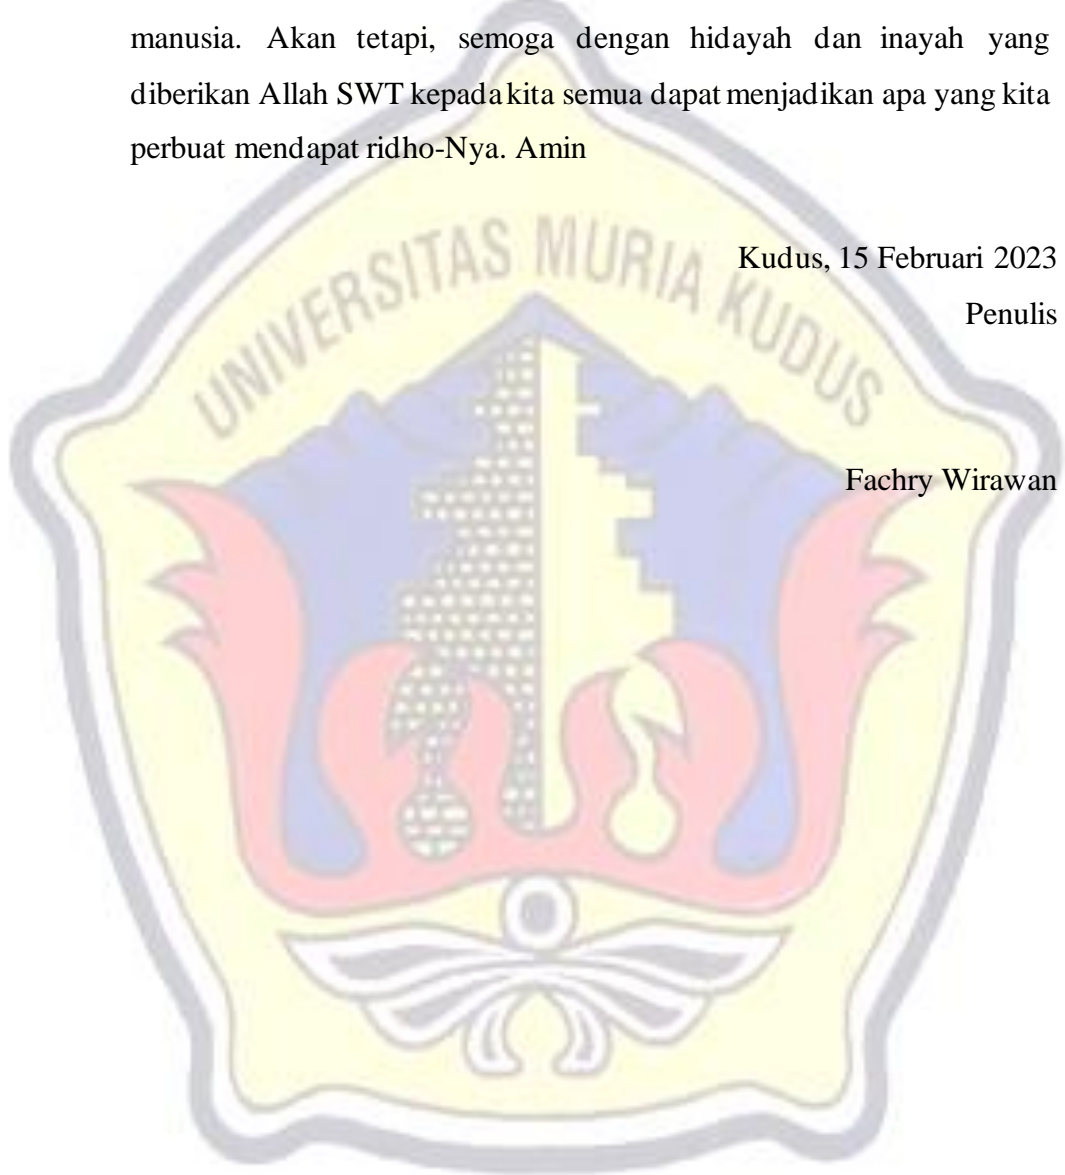 manusia. Akan tetapi, semoga dengan hidayah dan inayah yang
diberikan Allah SWT kepada kita semua dapat menjadikan apa yang kita
perbuat mendapat ridho-Nya. Amin
UNIVERSITAS MURIA KUDUS
Kudus, 15 Februari 2023
Penulis
Fachry Wirawan